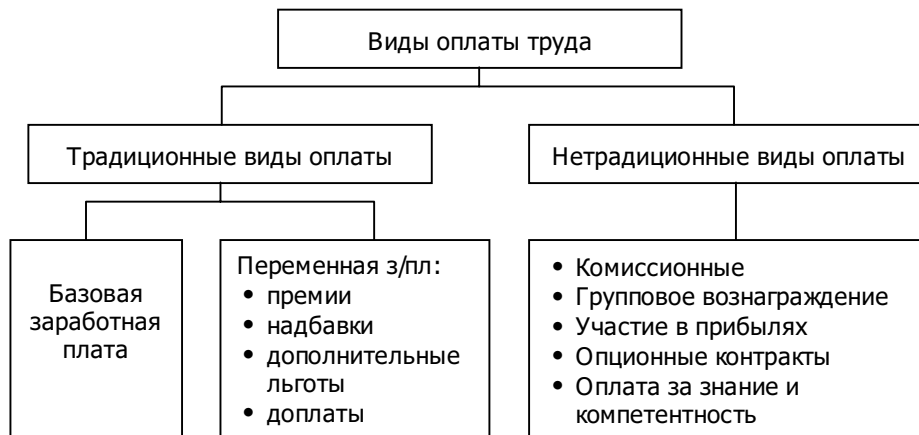 Виды оплаты труда
Традиционные виды оплаты
Нетрадиционные виды оплаты
Базовая
заработная
плата
Переменная з/пл:
• премии
• надбавки
• дополнительные
льготы
• доплаты
• Комиссионные
• Групповое вознаграждение
• Участие в прибылях
• Опционные контракты
• Оплата за знание и
компетентность